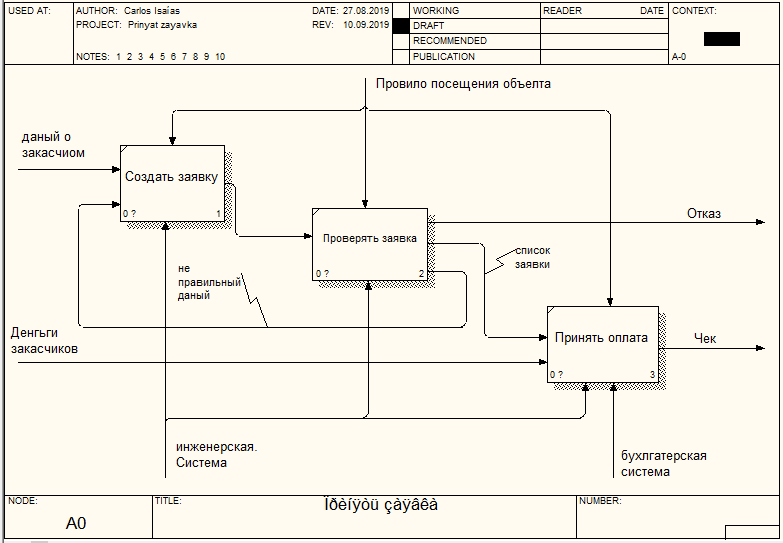 USED AT:
AUTHOR: Carlos Isaías
DATE: 27.08.2019
PROJECT: Prinyat zayavka
REV: 10.09.2019
NOTES: 1 2 3 4 5 6 7 8 9 10
WORKING
DRAFT
RECOMMENDED
PUBLICATION
READER
DATE
CONTEXT:
A-0
Провило посещения объелта
даный о
закасчиом
Создать заявку
0 ?
1
Проверять заявка
0 ?
2
Отказ
список
заявки
не
правильный
даный
Денгьги
закасчиков
Принять оплата
0 ?
3
Чек
инженерская.
Система
бухлгатерская
система
NODE:
A0
TITLE:
Ïðèíÿòü çàÿâêà
NUMBER: